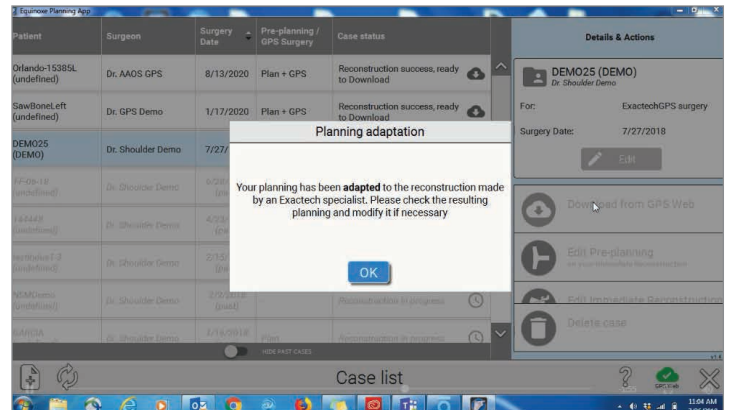 Equinoxe Planning App
Patient
Surgeon
Surgery Date
Pre-planning / GPS Surgery
Case status
Orlando-15385L (undefined)
Dr. AAOS GPS
8/13/2020
Plan + GPS
Reconstruction success, ready to Download
SawBoneLeft (undefined)
Dr. GPS Demo
1/17/2020
Plan + GPS
Reconstruction success, ready to Download
DEMO25 (DEMO)
Dr. Shoulder Demo
7/27/
Dr. Shoulder Demo
Dr. Shoulder Demo
Dr. Shoulder Demo
Dr. Shoulder Demo
(past)
Reconstruction in progress
GARCIA
Dr. Shoulder Demo
Plan
Reconstruction in progress
HIDE PAST CASES
Planning adaptation
Your planning has been adapted to the reconstruction made
by an Exactech specialist. Please check the resulting
planning and modify it if necessary
OK
Details & Actions
DEMO25 (DEMO)
Dr. Shoulder Demo
For:
ExactechGPS surgery
Surgery Date:
7/27/2018
Edit
Download from GPS Web
Edit Pre-planning
Edit Immediate Reconstruction
Delete case
v1.6
Case list
GPS Web
11:04 AM